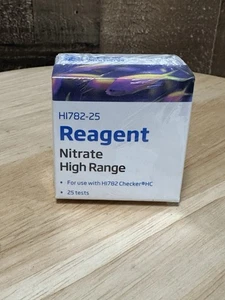 HI782-25
Reagent
Nitrate
High Range
• For use with HI782 Checker®HC
• 25 tests